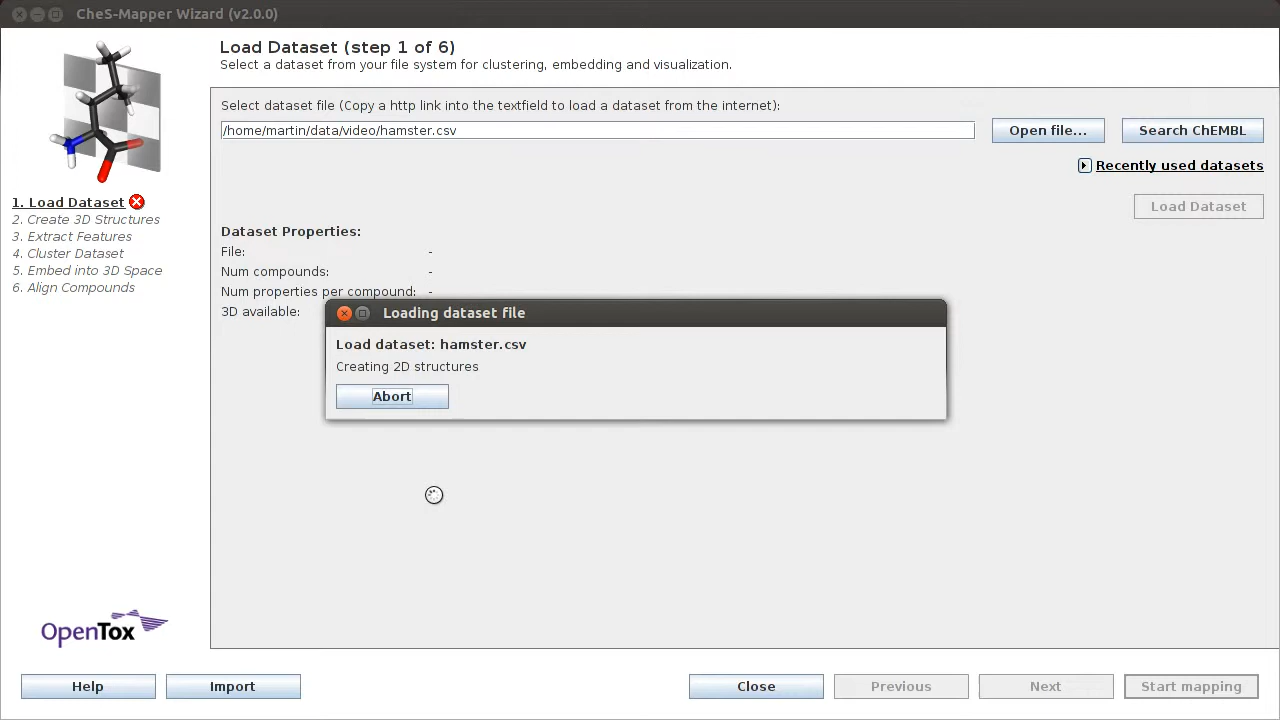 CheS-Mapper Wizard (v2.0.0)
Load Dataset (step 1 of 6)
Select a dataset from your file system for clustering, embedding and visualization.
Select dataset file (Copy a http link into the textfield to load a dataset from the internet):
/home/martin/data/video/hamster.csv
Open file...
Search ChEMBL
Recently used datasets
Load Dataset
1. Load Dataset
2. Create 3D Structures
3. Extract Features
4. Cluster Dataset
5. Embed into 3D Space
6. Align Compounds
Dataset Properties:
File: -
Num compounds: -
Num properties per compound: -
3D available:
Loading dataset file
Load dataset: hamster.csv
Creating 2D structures
Abort
OpenTox
Help
Import
Close
Previous
Next
Start mapping